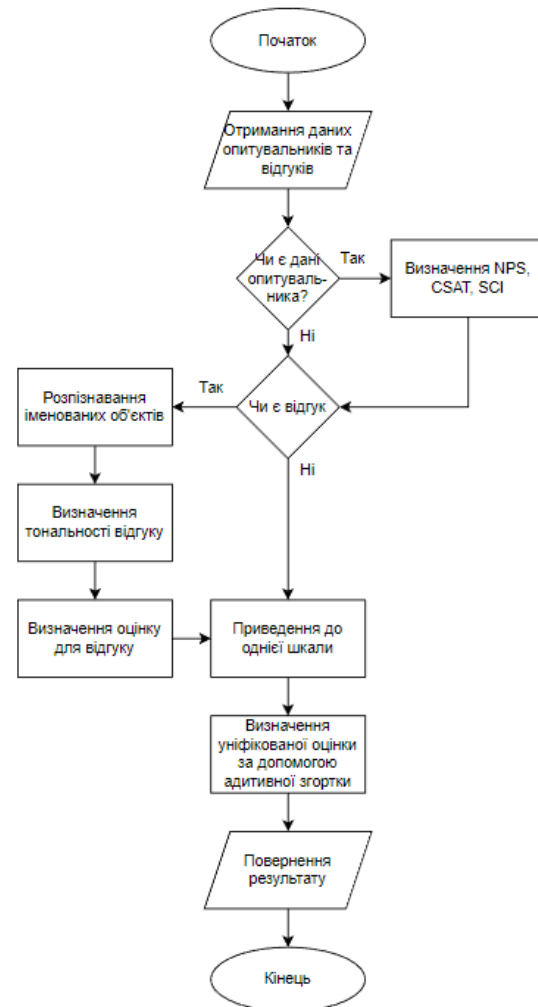 Початок
Отримання даних
опитувальників та
відгуків
Чи є дані
опитуваль-
ника?
Так
Визначення NPS,
CSAT, SCI
Ні
Чи є відгук
Так
Розпізнавання
іменованих об'єктів
Ні
Визначення
тональності відгуку
Визначення оцінку
для відгуку
Приведення до
однієї шкали
Визначення
уніфікованої оцінки
за допомогою
адитивної згортки
Повернення
результату
Кінець